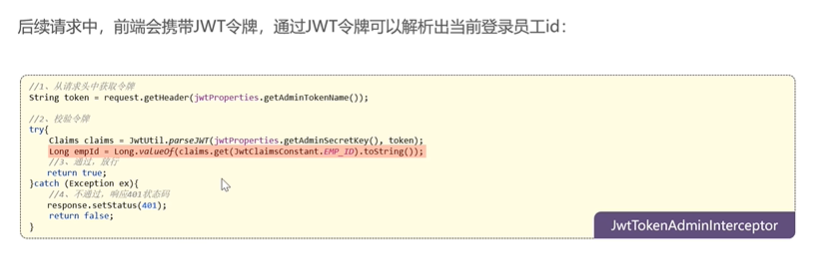 后续请求中，前端会携带JWT令牌，通过JWT令牌可以解析出当前登录员工id：
//1、从请求头中获取令牌
String token = request.getHeader(jwtProperties.getAdminTokenName());
//2、校验令牌
try{
Claims claims = JwtUtil.parseJWT(jwtProperties.getAdminSecretKey(), token);
Long empId = Long.valueOf(claims.get(JwtClaimsConstant.EMP_ID).toString());
//3、通过，放行
return true;
}catch (Exception ex){
//4、不通过，响应401状态码
response.setStatus(401);
return false;
}
JwtTokenAdminInterceptor